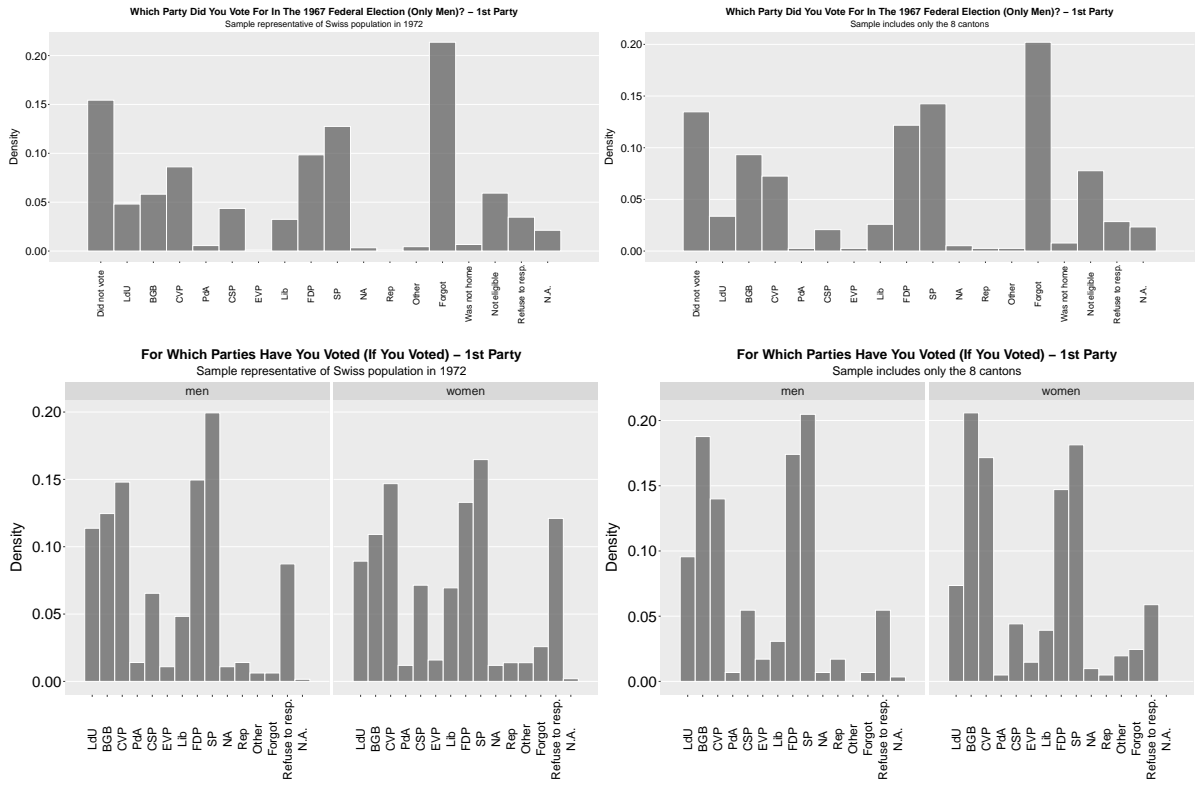 Which Party Did You Vote For In The 1967 Federal Election (Only Men)? – 1st Party
Sample representative of Swiss population in 1972
0.20
0.15
0.10
0.05
0.00
Density
Did not vote
LdU
BGB
CVP
PdA
CSP
EVP
Lib
FDP
SP
NA
Rep
Other
Forgot
Was not home
Not eligible
Refuse to resp.
N.A.
Which Party Did You Vote For In The 1967 Federal Election (Only Men)? – 1st Party
Sample includes only the 8 cantons
0.20
0.15
0.10
0.05
0.00
Density
Did not vote
LdU
BGB
CVP
PdA
CSP
EVP
Lib
FDP
SP
NA
Rep
Other
Forgot
Was not home
Not eligible
Refuse to resp.
N.A.
For Which Parties Have You Voted (If You Voted) – 1st Party
Sample representative of Swiss population in 1972
men
women
0.20
0.15
0.10
0.05
0.00
Density
LdU
BGB
CVP
PdA
CSP
EVP
Lib
FDP
SP
NA
Rep
Other
Forgot
Refuse to resp.
N.A.
LdU
BGB
CVP
PdA
CSP
EVP
Lib
FDP
SP
NA
Rep
Other
Forgot
Refuse to resp.
N.A.
For Which Parties Have You Voted (If You Voted) – 1st Party
Sample includes only the 8 cantons
men
women
0.20
0.15
0.10
0.05
0.00
Density
LdU
BGB
CVP
PdA
CSP
EVP
Lib
FDP
SP
NA
Rep
Other
Forgot
Refuse to resp.
N.A.
LdU
BGB
CVP
PdA
CSP
EVP
Lib
FDP
SP
NA
Rep
Other
Forgot
Refuse to resp.
N.A.